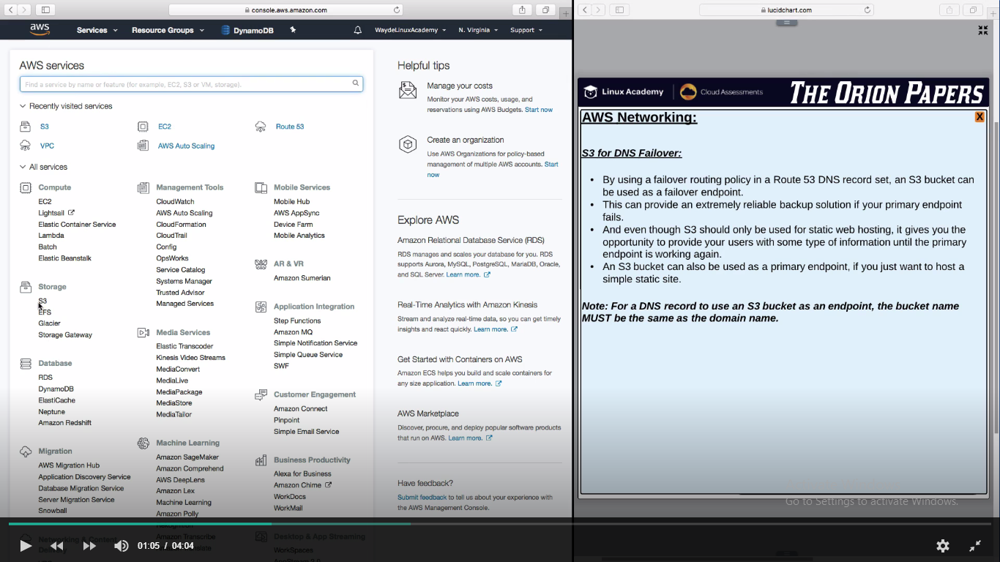 console.aws.amazon.com
aws Services Resource Groups DynamoDB WaydeLinuxAcademy N. Virginia Support
AWS services
Find a service by name or feature (for example, EC2, S3 or VM, storage).
Recently visited services
S3 EC2 Route 53
VPC AWS Auto Scaling
All services
Compute
EC2
Lightsail
Elastic Container Service
Lambda
Batch
Elastic Beanstalk
Storage
S3
EFS
Glacier
Storage Gateway
Database
RDS
DynamoDB
ElastiCache
Neptune
Amazon Redshift
Migration
AWS Migration Hub
Application Discovery Service
Database Migration Service
Server Migration Service
Snowball
Networking & Content
Delivery
Management Tools
CloudWatch
AWS Auto Scaling
CloudFormation
CloudTrail
Config
OpsWorks
Service Catalog
Systems Manager
Trusted Advisor
Managed Services
Media Services
Elastic Transcoder
Kinesis Video Streams
MediaConvert
MediaLive
MediaPackage
MediaStore
MediaTailor
Machine Learning
Amazon SageMaker
Amazon Comprehend
AWS DeepLens
Amazon Lex
Machine Learning
Amazon Polly
Rekognition
Amazon Transcribe
Mobile Services
Mobile Hub
AWS AppSync
Device Farm
Mobile Analytics
AR & VR
Amazon Sumerian
Application Integration
Step Functions
Amazon MQ
Simple Notification Service
Simple Queue Service
SWF
Customer Engagement
Amazon Connect
Pinpoint
Simple Email Service
Business Productivity
Alexa for Business
Amazon Chime
WorkDocs
WorkMail
Desktop & App Streaming
WorkSpaces
AppStream 2.0
Helpful tips
Manage your costs
Monitor your AWS costs, usage, and
reservations using AWS Budgets. Start now
Create an organization
Use AWS Organizations for policy-based
management of multiple AWS accounts. Start
now
Explore AWS
Amazon Relational Database Service (RDS)
RDS manages and scales your database for you. RDS
supports Aurora, MySQL, PostgreSQL, MariaDB, Oracle,
and SQL Server. Learn more.
Real-Time Analytics with Amazon Kinesis
Stream and analyze real-time data, so you can get timely
insights and react quickly. Learn more.
Get Started with Containers on AWS
Amazon ECS helps you build and scale containers for
any size application. Learn more.
AWS Marketplace
Discover, procure, and deploy popular software products
that run on AWS. Learn more.
Have feedback?
Submit feedback to tell us about your experience with
the AWS Management Console.
lucidchart.com
Linux Academy Cloud Assessments THE ORION PAPERS
AWS Networking: X
S3 for DNS Failover:
• By using a failover routing policy in a Route 53 DNS record set, an S3 bucket can
be used as a failover endpoint.
• This can provide an extremely reliable backup solution if your primary endpoint
fails.
• And even though S3 should only be used for static web hosting, it gives you the
opportunity to provide your users with some type of information until the primary
endpoint is working again.
• An S3 bucket can also be used as a primary endpoint, if you just want to host a
simple static site.
Note: For a DNS record to use an S3 bucket as an endpoint, the bucket name
MUST be the same as the domain name.
Go to Settings to activate Windows.
01:05 / 04:04